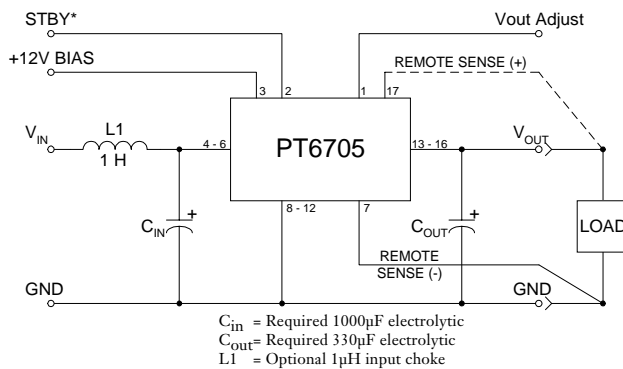 STBY*
Vout Adjust
+12V BIAS
REMOTE SENSE (+)
3
2
1
17
VIN
L1
1 H
4 - 6
PT6705
13 - 16
VOUT
8 - 12
7
CIN
+
COUT
+
LOAD
REMOTE
SENSE (-)
GND
GND
Cin = Required 1000µF electrolytic
Cout= Required 330µF electrolytic
L1 = Optional 1µH input choke